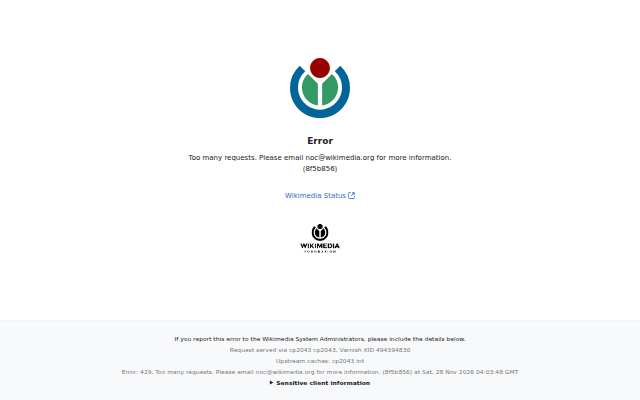 Error
Too many requests. Please email noc@wikimedia.org for more information.
(8f5b856)
Wikimedia Status
WIKIMEDIA
FOUNDATION
If you report this error to the Wikimedia System Administrators, please include the details below.
Request served via cp2043 cp2043, Varnish XID 494394830
Upstream caches: cp2043 int
Error: 429, Too many requests. Please email noc@wikimedia.org for more information. (8f5b856) at Sat, 28 Nov 2026 04:03:48 GMT
Sensitive client information